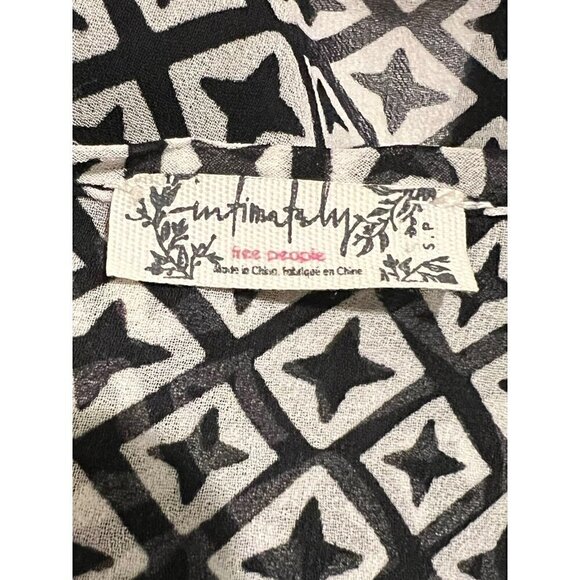 intimately
free people
Made in China. Fabriqué en Chine
S.P